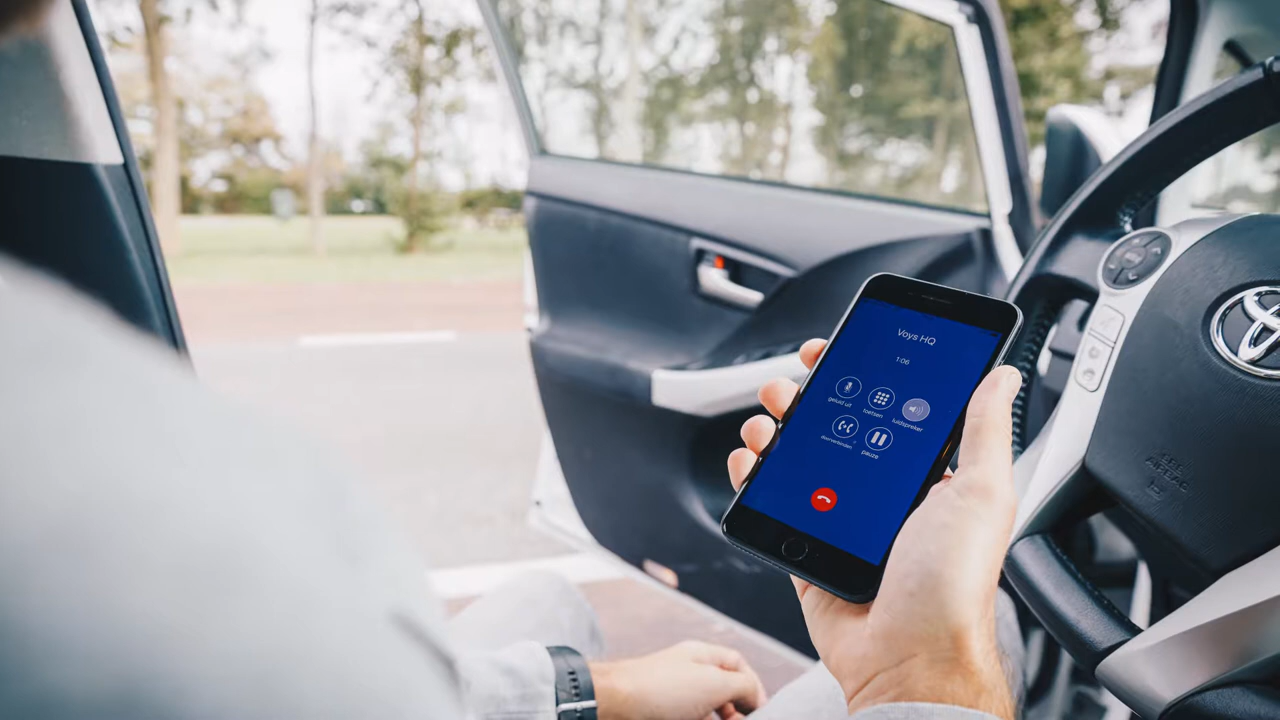 Voys HQ
1:06
geluid uit
toetsen
luidspreker
doorverbinden
pauze
SRS
AIRBAG